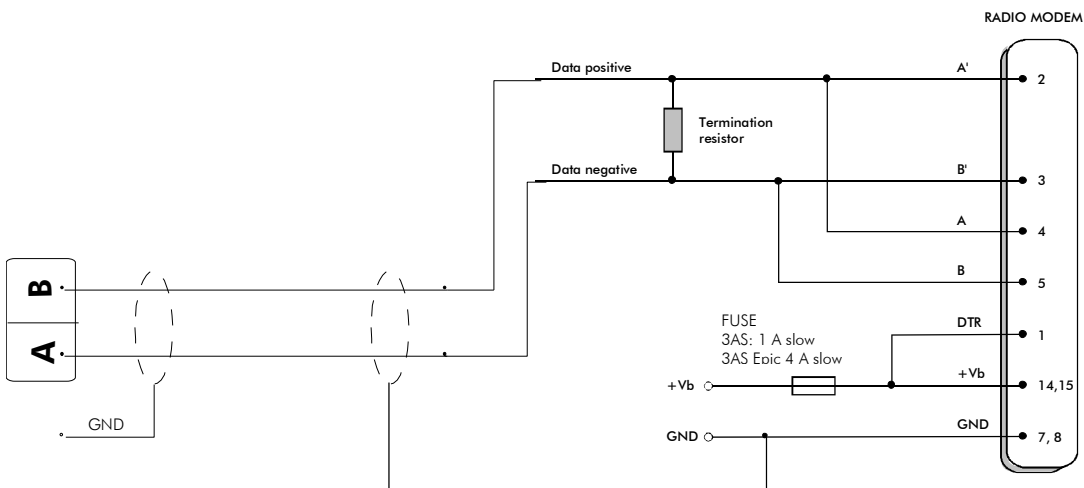 RADIO MODEM
Data positive
A'
2
Termination
resistor
Data negative
B'
3
A
4
B
B
5
A
FUSE
3AS: 1 A slow
3AS Epic 4 A slow
DTR
1
+Vb
+Vb
14,15
GND
GND
GND
7, 8